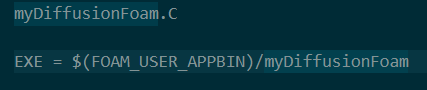 myDiffusionFoam.C
EXE = $(FOAM_USER_APPBIN)/myDiffusionFoam